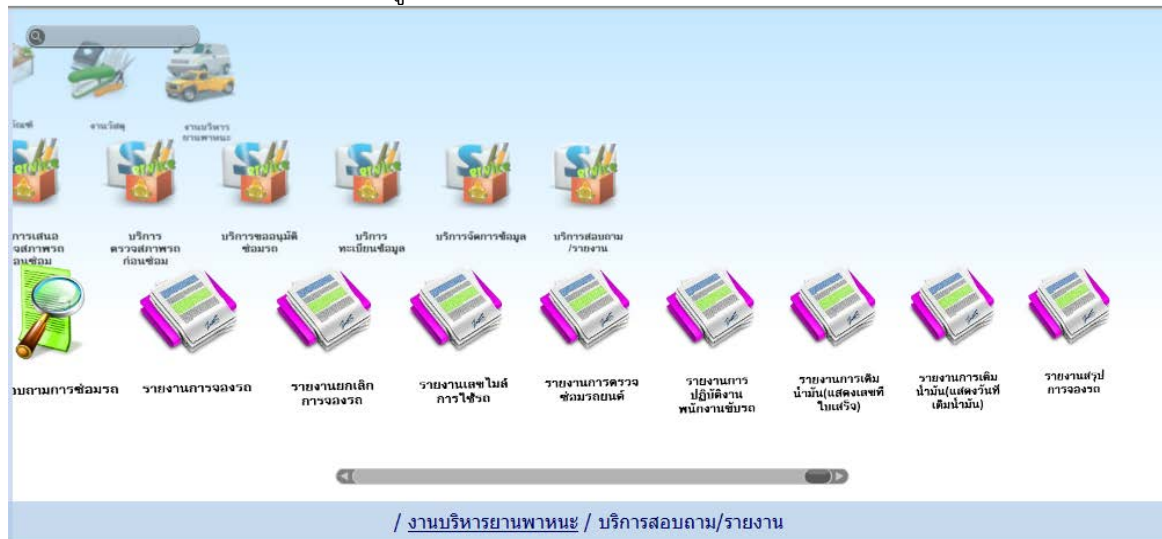 งานวัสดุ
งานบริหาร
ยานพาหนะ
บริการ
ตรวจสภาพรถ
ก่อนซ่อม
บริการขออนุมัติ
ซ่อมรถ
บริการ
ทะเบียนข้อมูล
บริการจัดการข้อมูล
บริการสอบถาม
/รายงาน
รายงานการจองรถ
รายงานยกเลิก
การจองรถ
รายงานเลขไมล์
การใช้รถ
รายงานการตรวจ
ซ่อมรถยนต์
รายงานการ
ปฏิบัติงาน
พนักงานขับรถ
รายงานการเติม
น้ำมัน(แสดงเลขที่
ใบเสร็จ)
รายงานการเติม
น้ำมัน(แสดงวันที่
เติมน้ำมัน)
รายงานสรุป
การจองรถ
/ งานบริหารยานพาหนะ / บริการสอบถาม/รายงาน